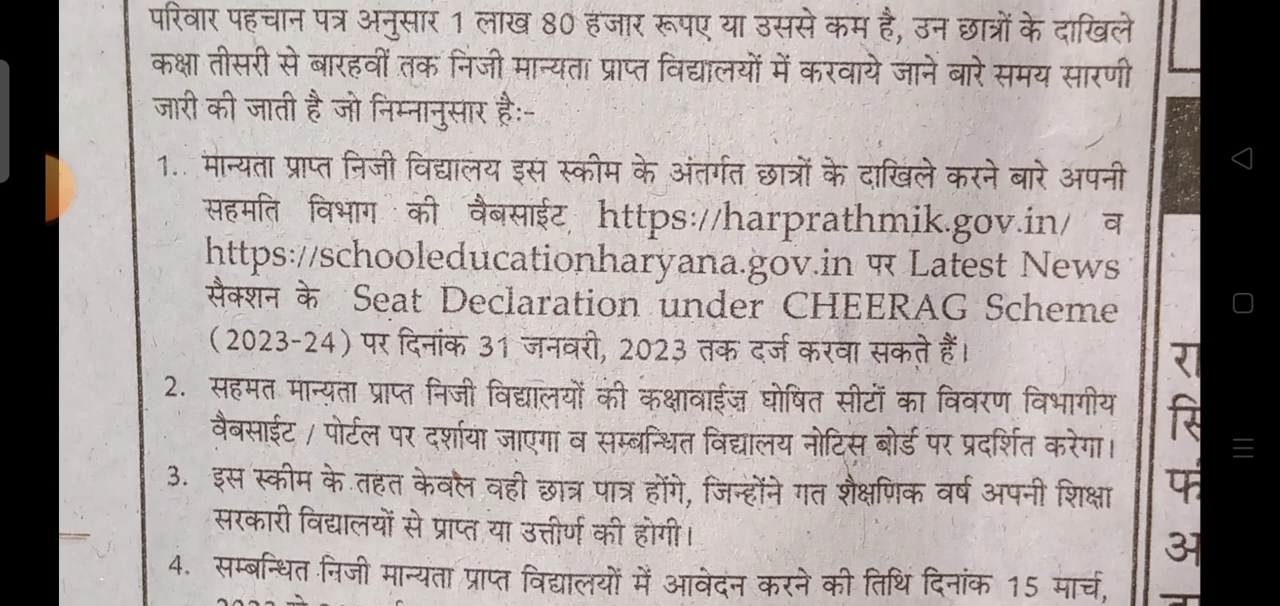 परिवार पहचान पत्र अनुसार 1 लाख 80 हजार रूपए या उससे कम है, उन छात्रों के दाखिले
कक्षा तीसरी से बारहवीं तक निजी मान्यता प्राप्त विद्यालयों में करवाये जाने बारे समय सारणी
जारी की जाती है जो निम्नानुसार है:-
1. मान्यता प्राप्त निजी विद्यालय इस स्कीम के अंतर्गत छात्रों के दाखिले करने बारे अपनी
सहमति विभाग की वैबसाईट https://harprathmik.gov.in/ व
https://schooleducationharyana.gov.in पर Latest News
सैक्शन के Seat Declaration under CHEERAG Scheme
(2023-24) पर दिनांक 31 जनवरी, 2023 तक दर्ज करवा सकते हैं।
2. सहमत मान्यता प्राप्त निजी विद्यालयों की कक्षावाईज घोषित सीटों का विवरण विभागीय
वैबसाईट / पोर्टल पर दर्शाया जाएगा व सम्बन्धित विद्यालय नोटिस बोर्ड पर प्रदर्शित करेगा।
3. इस स्कीम के तहत केवल वही छात्र पात्र होंगे, जिन्होंने गत शैक्षणिक वर्ष अपनी शिक्षा
सरकारी विद्यालयों से प्राप्त या उत्तीर्ण की होगी।
4. सम्बन्धित निजी मान्यता प्राप्त विद्यालयों में आवेदन करने की तिथि दिनांक 15 मार्च,